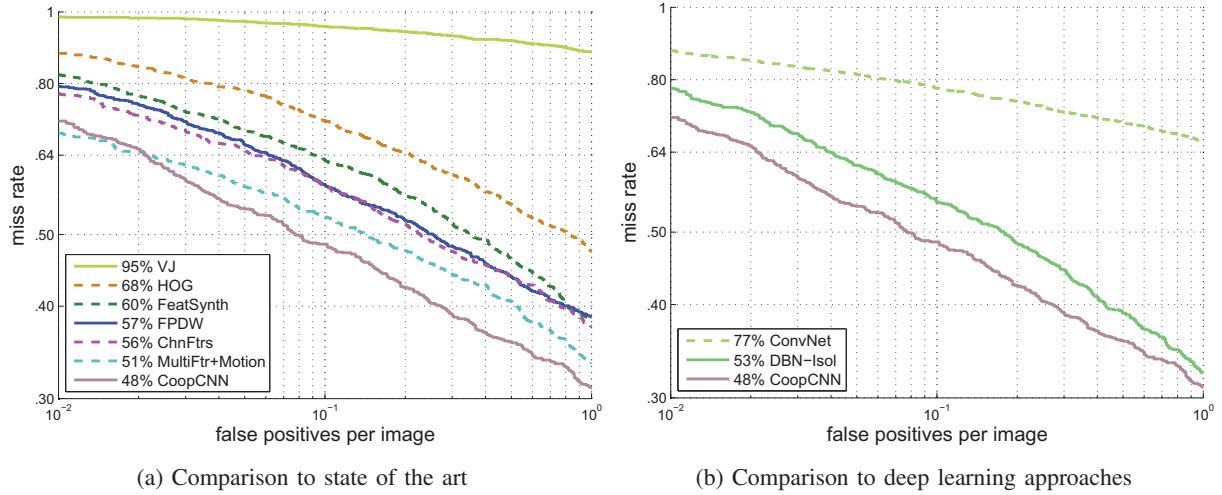 1
.80
.64
.50
.40
.30
miss rate
95% VJ
68% HOG
60% FeatSynth
57% FPDW
56% ChnFtrs
51% MultiFtr+Motion
48% CoopCNN
10^-2
10^-1
10^0
false positives per image
(a) Comparison to state of the art
1
.80
.64
.50
.40
.30
miss rate
77% ConvNet
53% DBN-Isol
48% CoopCNN
10^-2
10^-1
10^0
false positives per image
(b) Comparison to deep learning approaches